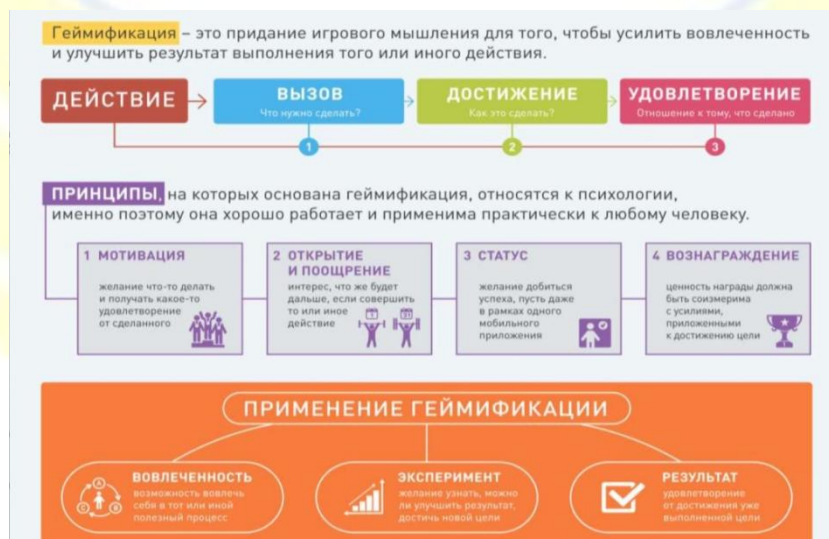 Геймификация – это придание игрового мышления для того, чтобы усилить вовлеченность
и улучшить результат выполнения того или иного действия.
ДЕЙСТВИЕ
ВЫЗОВ
Что нужно сделать?
ДОСТИЖЕНИЕ
Как это сделать?
УДОВЛЕТВОРЕНИЕ
Отношение к тому, что сделано
1
2
3
ПРИНЦИПЫ, на которых основана геймификация, относятся к психологии,
именно поэтому она хорошо работает и применима практически к любому человеку.
1 МОТИВАЦИЯ
желание что-то делать
и получать какое-то
удовлетворение
от сделанного
2 ОТКРЫТИЕ
И ПООЩРЕНИЕ
интерес, что же будет
дальше, если совершить
то или иное
действие
3 СТАТУС
желание добиться
успеха, пусть даже
в рамках одного
мобильного
приложения
4 ВОЗНАГРАЖДЕНИЕ
ценность награды должна
быть соизмерима
с усилиями,
приложенными
к достижению цели
ПРИМЕНЕНИЕ ГЕЙМИФИКАЦИИ
A
C
B
ВОВЛЕЧЕННОСТЬ
возможность вовлечь
себя в тот или иной
полезный процесс
ЭКСПЕРИМЕНТ
желание узнать, можно
ли улучшить результат,
достичь новой цели
РЕЗУЛЬТАТ
удовлетворение
от достижения уже
выполненной цели